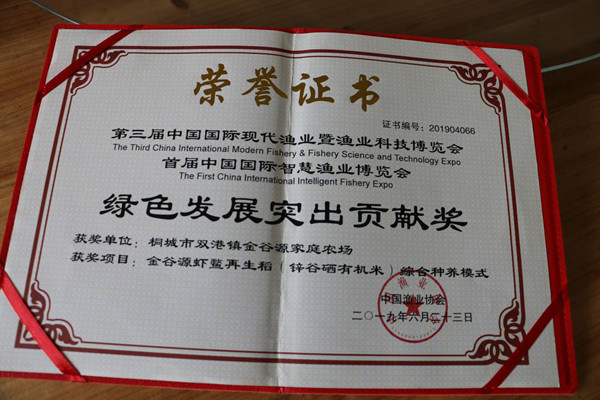 荣誉证书
证书编号：201904066
第三届中国国际现代渔业暨渔业科技博览会
The Third China International Modern Fishery & Fishery Science and Technology Expo
首届中国国际智慧渔业博览会
The First China International Intelligent Fishery Expo
绿色发展突出贡献奖
获奖单位：桐城市双港镇金谷源家庭农场
获奖项目：金谷源虾鳖再生稻（锌谷硒有机米）综合种养模式
中国渔业协会
二〇一九年六月二十三日